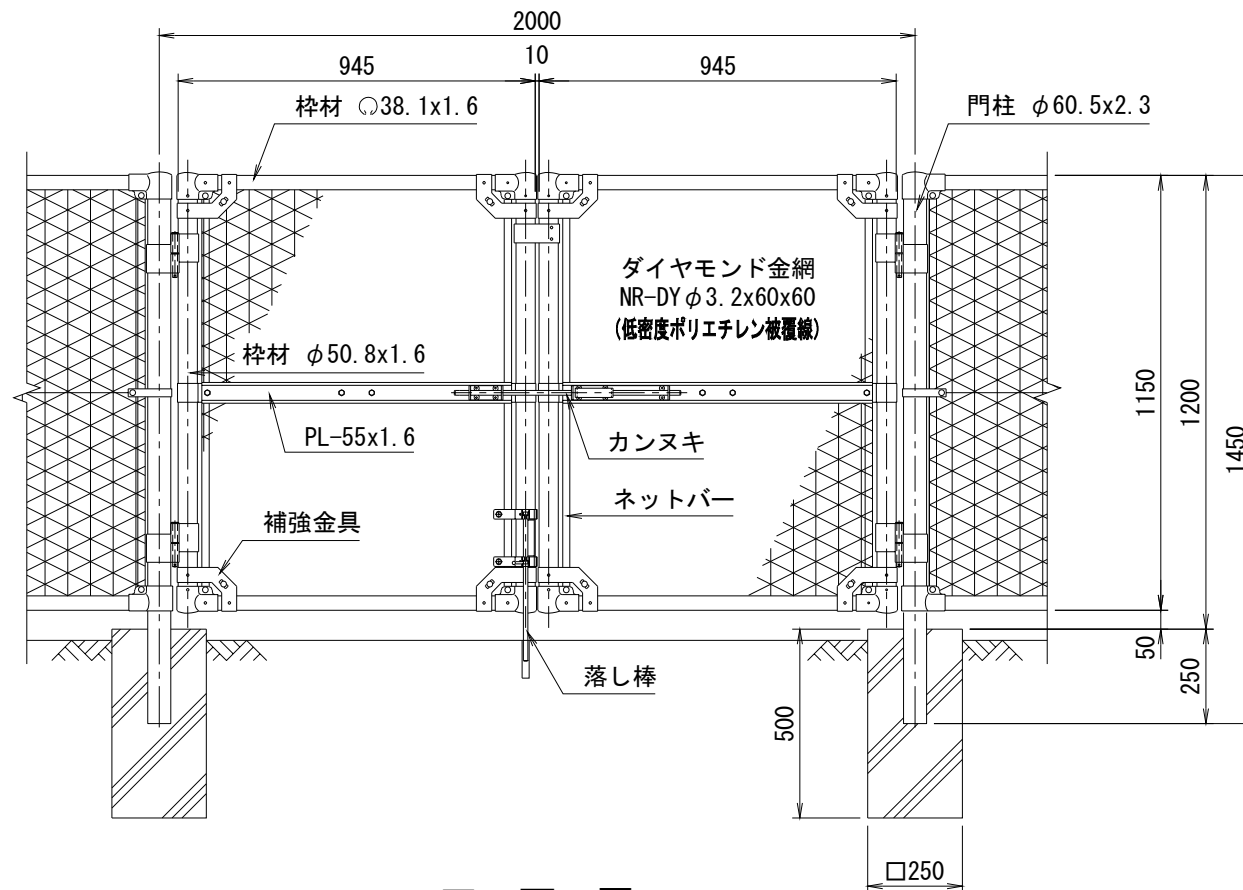 2000
10
945
945
枠材 38.1x1.6
門柱 φ60.5x2.3
ダイヤモンド金網
NR-DYφ3.2x60x60
(低密度ポリエチレン被覆線)
枠材 φ50.8x1.6
PL-55x1.6
カンヌキ
ネットバー
補強金具
落し棒
1150
1200
1450
50
250
500
□250